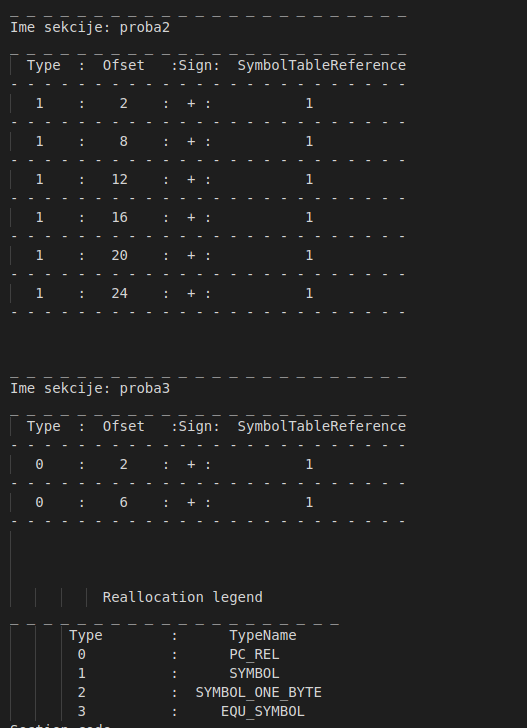 _ _ _ _ _ _ _ _ _ _ _ _ _ _ _ _ _ _ _ _ _ _ _ _
Ime sekcije: proba2
_ _ _ _ _ _ _ _ _ _ _ _ _ _ _ _ _ _ _ _ _ _ _ _
Type : Ofset :Sign: SymbolTableReference
- - - - - - - - - - - - - - - - - - - - - - - -
1 : 2 : + : 1
- - - - - - - - - - - - - - - - - - - - - - - -
1 : 8 : + : 1
- - - - - - - - - - - - - - - - - - - - - - - -
1 : 12 : + : 1
- - - - - - - - - - - - - - - - - - - - - - - -
1 : 16 : + : 1
- - - - - - - - - - - - - - - - - - - - - - - -
1 : 20 : + : 1
- - - - - - - - - - - - - - - - - - - - - - - -
1 : 24 : + : 1
- - - - - - - - - - - - - - - - - - - - - - - -
_ _ _ _ _ _ _ _ _ _ _ _ _ _ _ _ _ _ _ _ _ _ _ _
Ime sekcije: proba3
_ _ _ _ _ _ _ _ _ _ _ _ _ _ _ _ _ _ _ _ _ _ _ _
Type : Ofset :Sign: SymbolTableReference
- - - - - - - - - - - - - - - - - - - - - - - -
0 : 2 : + : 1
- - - - - - - - - - - - - - - - - - - - - - - -
0 : 6 : + : 1
- - - - - - - - - - - - - - - - - - - - - - - -
Reallocation legend
_ _ _ _ _ _ _ _ _ _ _ _ _ _ _ _ _ _ _ _
Type : TypeName
0 : PC_REL
1 : SYMBOL
2 : SYMBOL_ONE_BYTE
3 : EQU_SYMBOL